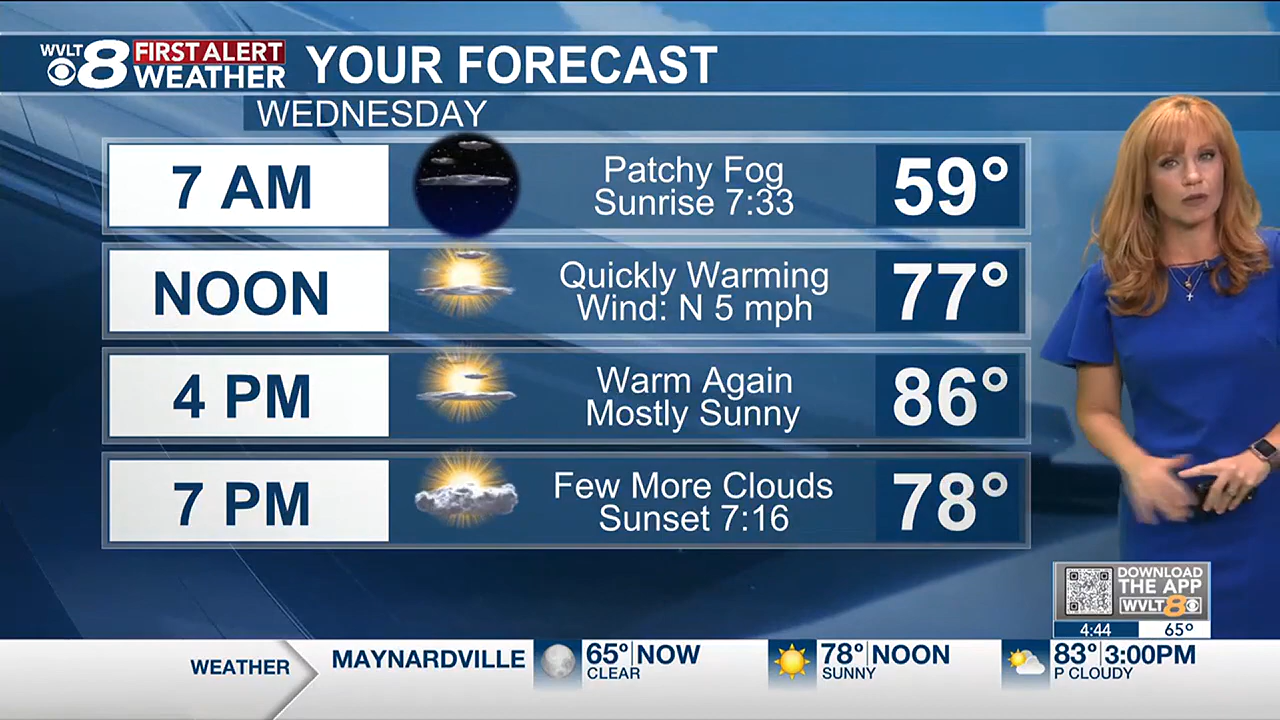 WVLT 8 FIRST ALERT WEATHER
YOUR FORECAST
WEDNESDAY
7 AM
Patchy Fog
Sunrise 7:33
59°
NOON
Quickly Warming
Wind: N 5 mph
77°
4 PM
Warm Again
Mostly Sunny
86°
7 PM
Few More Clouds
Sunset 7:16
78°
DOWNLOAD
THE APP
WVLT 8
4:44 65°
WEATHER
MAYNARDVILLE
65° NOW
CLEAR
78° NOON
SUNNY
83° 3:00PM
P CLOUDY